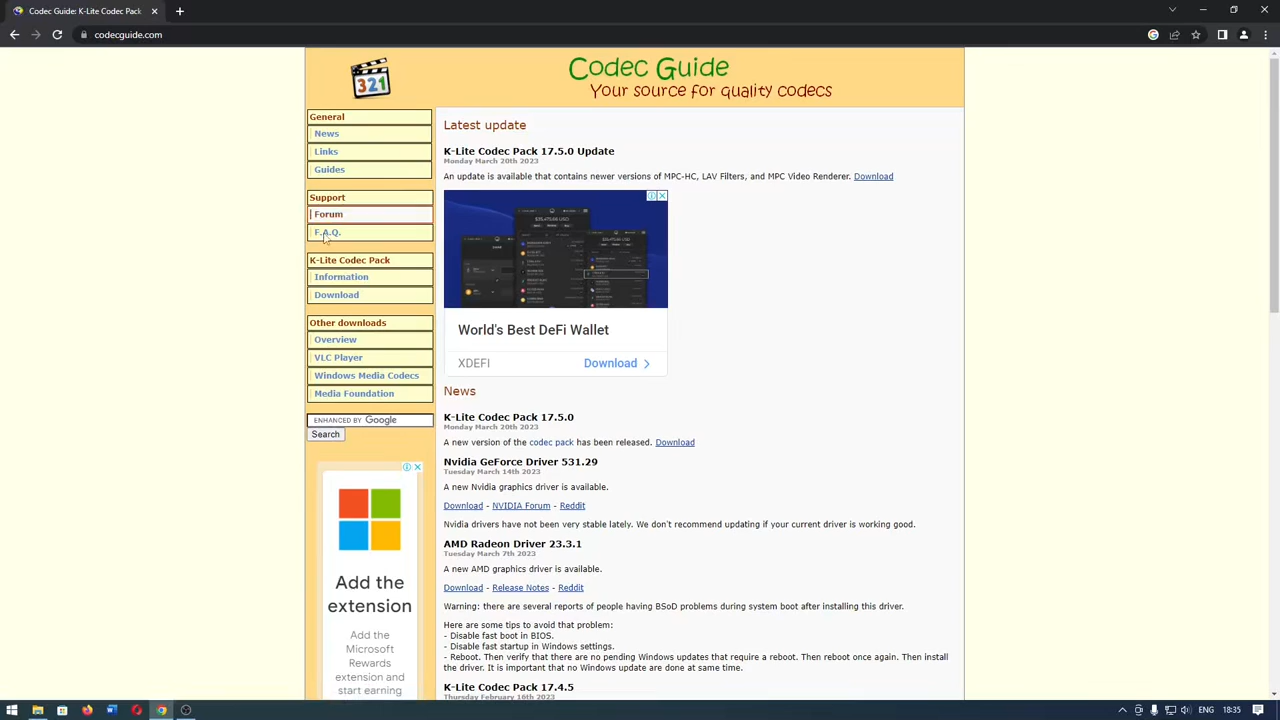 Codec Guide: K-Lite Codec Pack
codecguide.com
321
Codec Guide
Your source for quality codecs
General
News
Links
Guides
Support
Forum
F.A.Q.
K-Lite Codec Pack
Information
Download
Other downloads
Overview
VLC Player
Windows Media Codecs
Media Foundation
ENHANCED BY Google
Search
Add the
extension
Add the
Microsoft
Rewards
extension and
start earning
Latest update
K-Lite Codec Pack 17.5.0 Update
Monday March 20th 2023
An update is available that contains newer versions of MPC-HC, LAV Filters, and MPC Video Renderer. Download
World's Best DeFi Wallet
XDEFI
Download
News
K-Lite Codec Pack 17.5.0
Monday March 20th 2023
A new version of the codec pack has been released. Download
Nvidia GeForce Driver 531.29
Tuesday March 14th 2023
A new Nvidia graphics driver is available.
Download - NVIDIA Forum - Reddit
Nvidia drivers have not been very stable lately. We don't recommend updating if your current driver is working good.
AMD Radeon Driver 23.3.1
Tuesday March 7th 2023
A new AMD graphics driver is available.
Download - Release Notes - Reddit
Warning: there are several reports of people having BSoD problems during system boot after installing this driver.
Here are some tips to avoid that problem:
- Disable fast boot in BIOS.
- Disable fast startup in Windows settings.
- Reboot. Then verify that there are no pending Windows updates that require a reboot. Then reboot once again. Then install
the driver. It is important that no Windows update are done at same time.
K-Lite Codec Pack 17.4.5
Thursday February 16th 2023
ENG
18:35